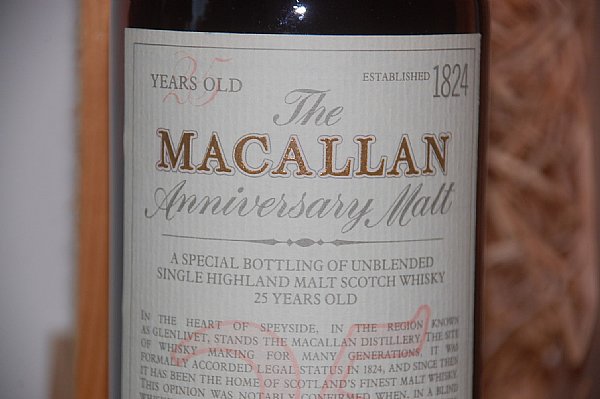 25
YEARS OLD
ESTABLISHED 1824
The
MACALLAN
Anniversary Malt
A SPECIAL BOTTLING OF UNBLENDED
SINGLE HIGHLAND MALT SCOTCH WHISKY
25 YEARS OLD
IN THE HEART OF SPEYSIDE, IN THE REGION KNOWN
AS GLENLIVET, STANDS THE MACALLAN DISTILLERY. THE SITE
OF WHISKY MAKING FOR MANY GENERATIONS, IT WAS
FORMALLY ACCORDED LEGAL STATUS IN 1824, AND SINCE THEN
IT HAS BEEN THE HOME OF SCOTLAND'S FINEST MALT WHISKY.
THIS OPINION WAS NOTABLY CONFIRMED WHEN, IN A BLIND